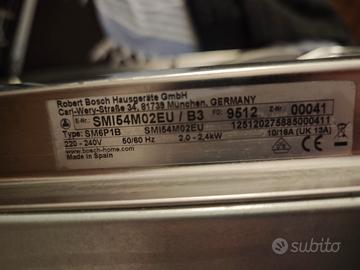 Robert Bosch Hausgeräte GmbH
Carl-Wery-Straße 34, 81739 München, GERMANY
E-Nr. SMI54M02EU / B3 FD: 9512 Z-Nr. 00041
Type: SM6P1B SMI54M02EU 125120275885000411
220 - 240V 50/60 Hz 2,0 - 2,4kW 10/16A (UK 13A)
www.bosch-home.com
Made in Spain
subito